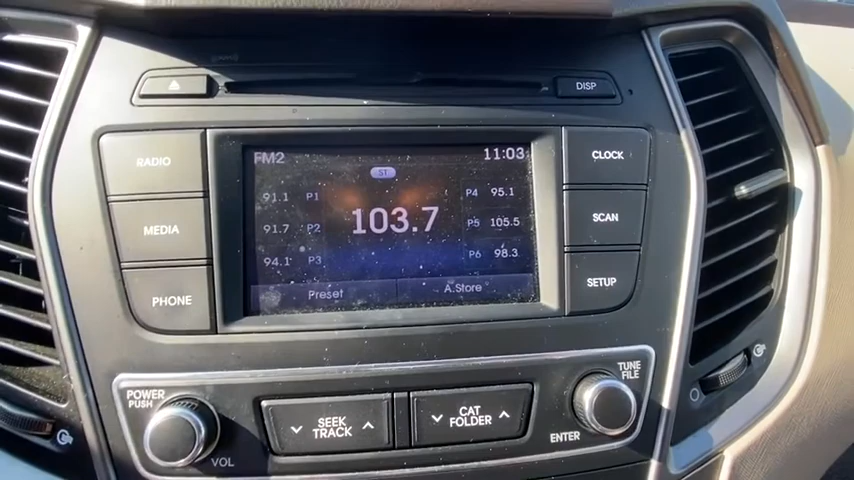 DISP
RADIO
MEDIA
PHONE
FM2
11:03
ST
91.1 P1
91.7 P2
94.1 P3
103.7
P4 95.1
P5 105.5
P6 98.3
Preset
A.Store
CLOCK
SCAN
SETUP
POWER
PUSH
VOL
SEEK
TRACK
CAT
FOLDER
TUNE
FILE
ENTER